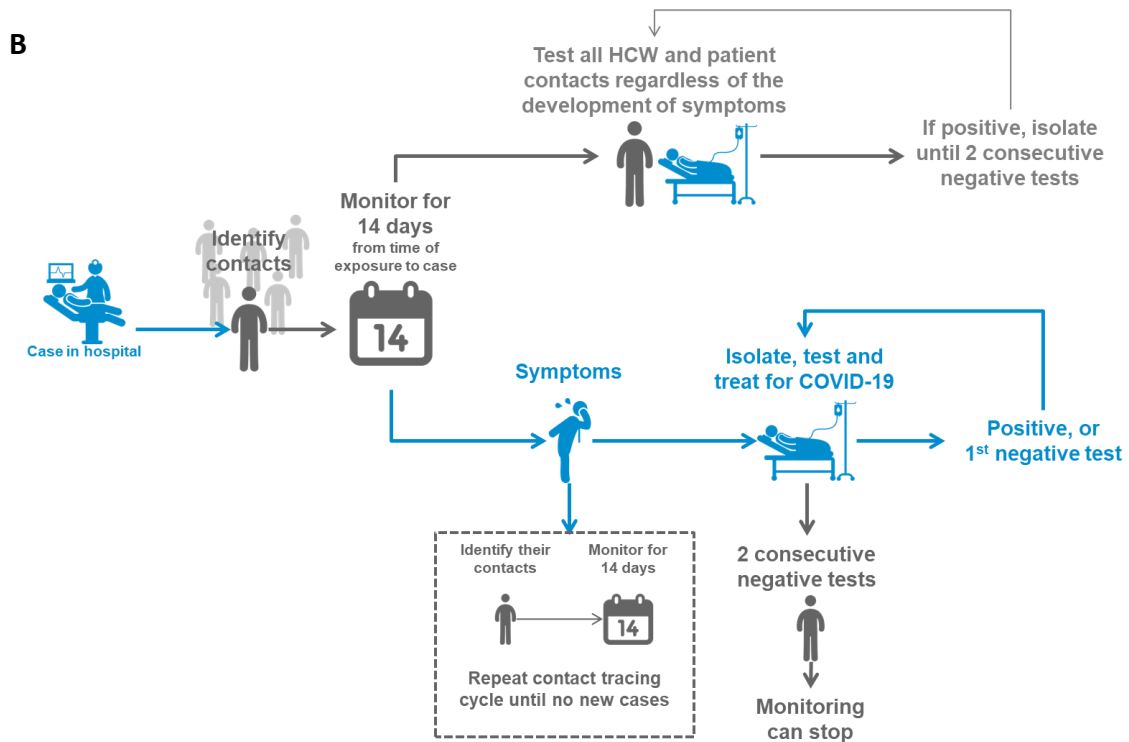 B
Test all HCW and patient
contacts regardless of the
development of symptoms
If positive, isolate
until 2 consecutive
negative tests
Monitor for
14 days
from time of
exposure to case
14
Identify
contacts
Case in hospital
Symptoms
Isolate, test and
treat for COVID-19
Positive, or
1st negative test
Identify their
contacts
Monitor for
14 days
14
Repeat contact tracing
cycle until no new cases
2 consecutive
negative tests
Monitoring
can stop